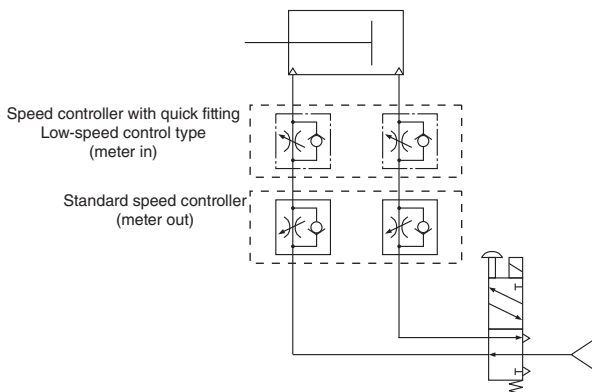 Speed controller with quick fitting
Low-speed control type
(meter in)
Standard speed controller
(meter out)